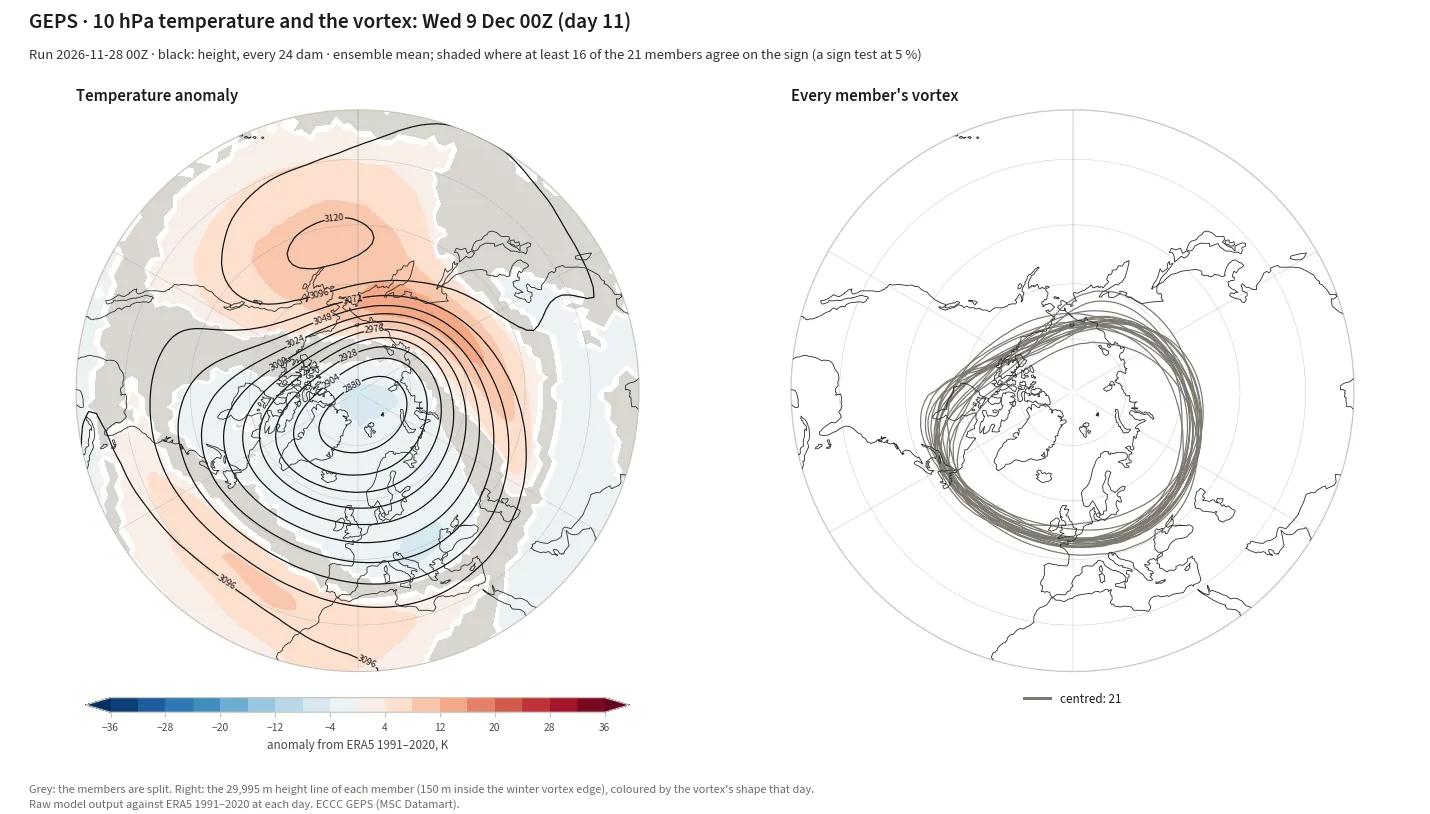 GEPS · 10 hPa temperature and the vortex: Wed 9 Dec 00Z (day 11)
Run 2026-11-28 00Z · black: height, every 24 dam · ensemble mean; shaded where at least 16 of the 21 members agree on the sign (a sign test at 5 %)
Temperature anomaly
Every member's vortex
3120
3096
3072
3048
2976
3024
2928
2904
2880
3096
3096
−36 −28 −20 −12 −4 4 12 20 28 36
anomaly from ERA5 1991–2020, K
centred: 21
Grey: the members are split. Right: the 29,995 m height line of each member (150 m inside the winter vortex edge), coloured by the vortex's shape that day.
Raw model output against ERA5 1991–2020 at each day. ECCC GEPS (MSC Datamart).